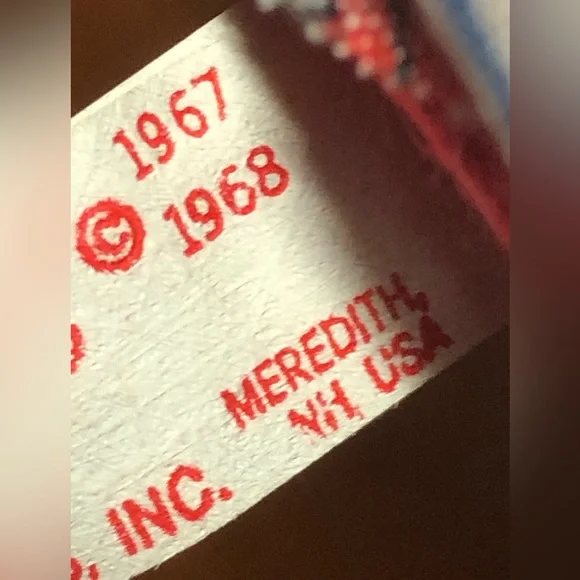 1967
© 1968
MEREDITH,
NH, USA
, INC.